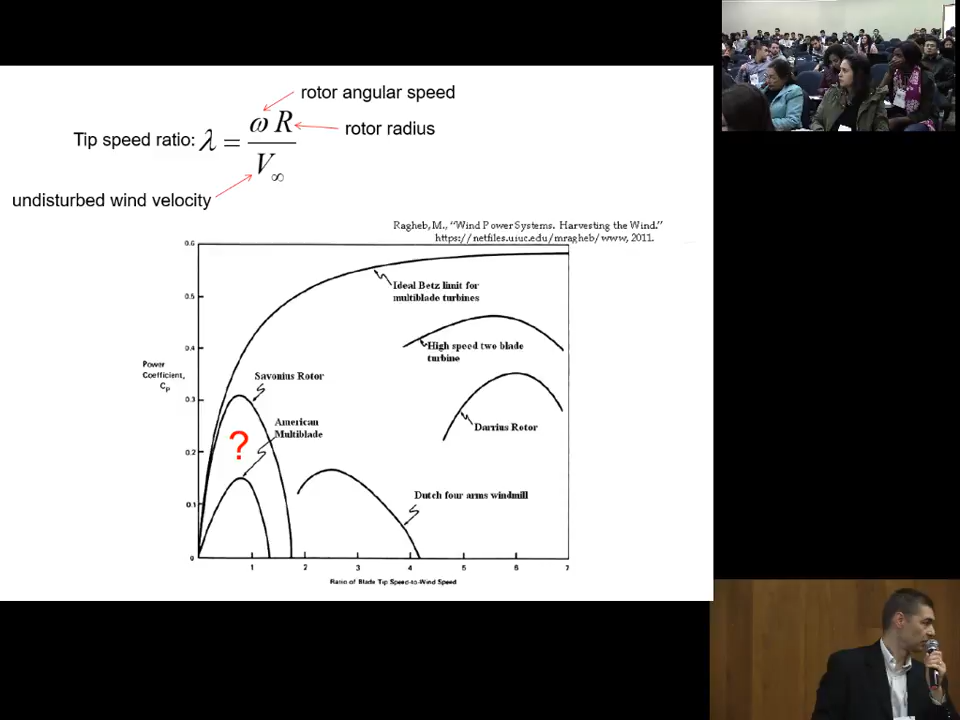 rotor angular speed
Tip speed ratio: λ = ω R / V∞
rotor radius
undisturbed wind velocity
Ragheb, M., "Wind Power Systems. Harvesting the Wind."
https://netfiles.uiuc.edu/mragheb/www, 2011.
0.6
Ideal Betz limit for
multiblade turbines
0.5
High speed two blade
turbine
0.4
Power
Coefficient,
Cp
Savonius Rotor
0.3
American
Multiblade
Darrius Rotor
?
0.2
Dutch four arms windmill
0.1
0
1 2 3 4 5 6 7
Ratio of Blade Tip Speed-to-Wind Speed